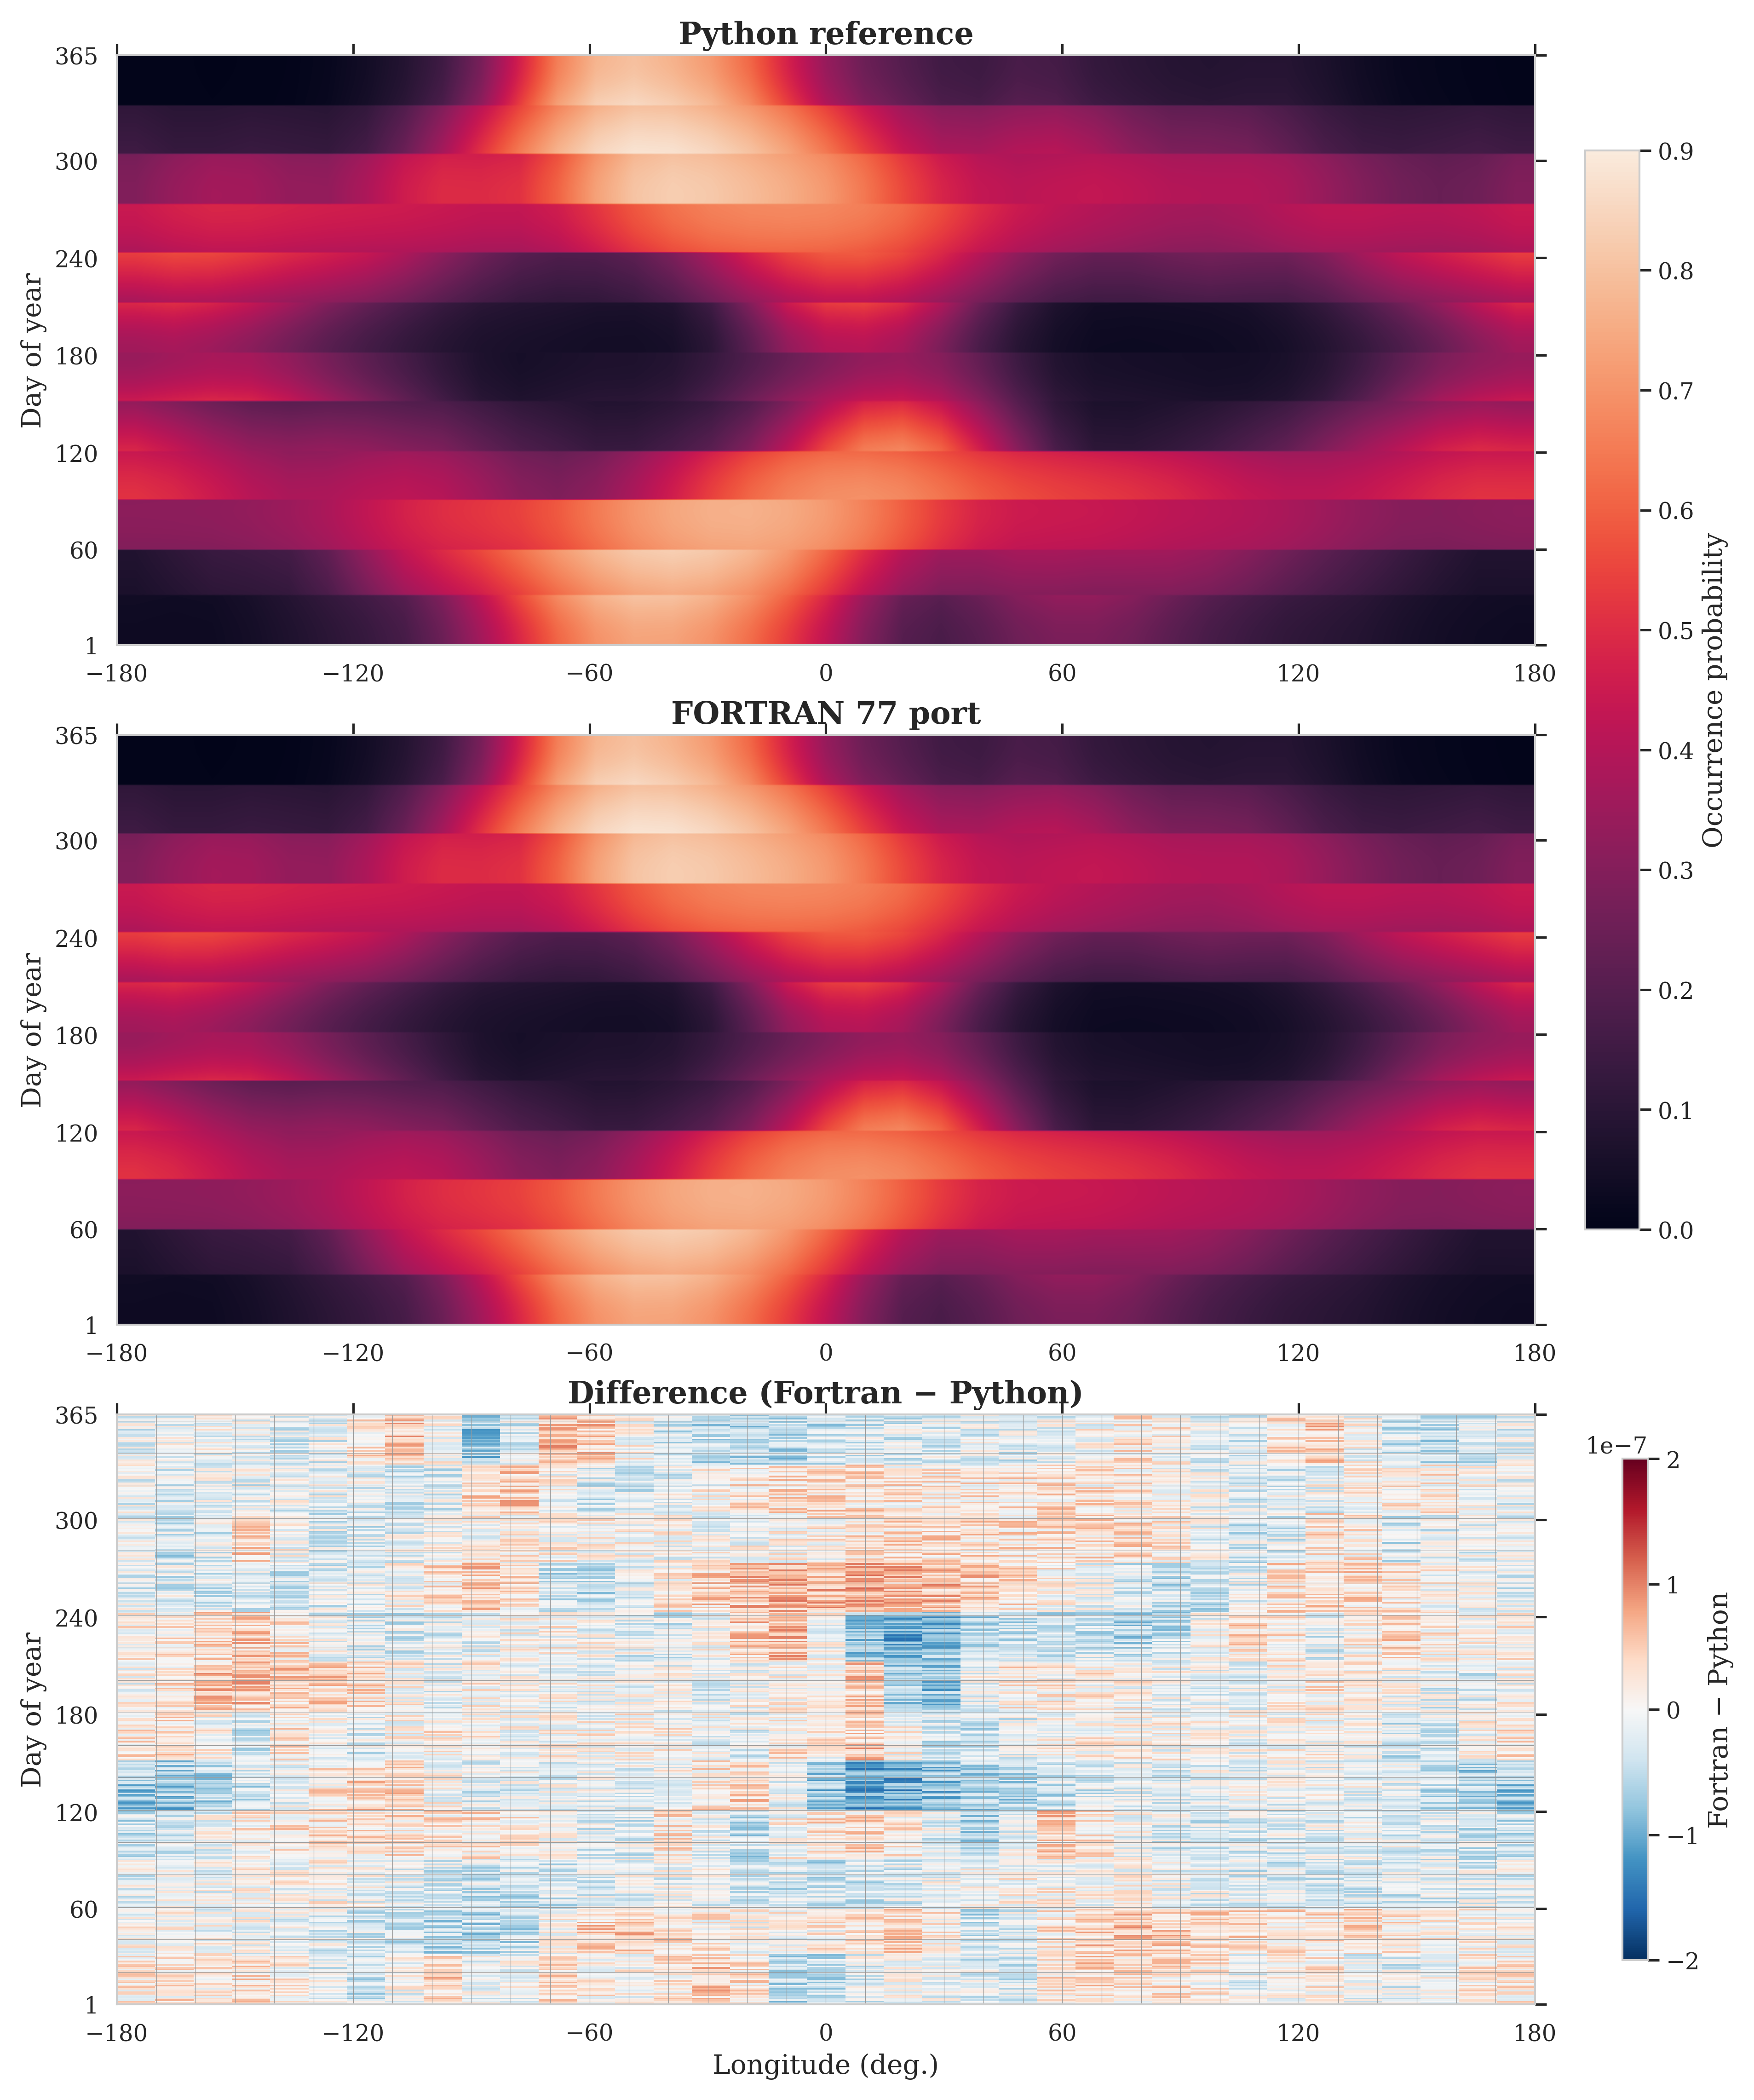 Python reference
365
300
240
180
120
60
1
Day of year
−180 −120 −60 0 60 120 180
FORTRAN 77 port
365
300
240
180
120
60
1
Day of year
−180 −120 −60 0 60 120 180
0.9
0.8
0.7
0.6
0.5
0.4
0.3
0.2
0.1
0.0
Occurrence probability
Difference (Fortran − Python)
365
300
240
180
120
60
1
Day of year
−180 −120 −60 0 60 120 180
Longitude (deg.)
1e−7
2
1
0
−1
−2
Fortran − Python